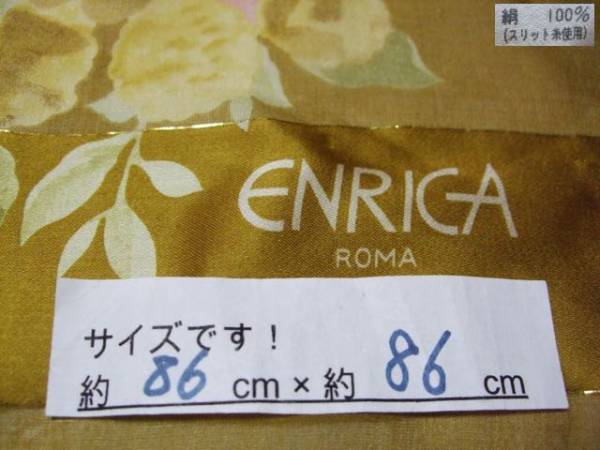 絹 100%
(スリット糸使用)
ENRICA
ROMA
サイズです!
約 86 cm × 約 86 cm